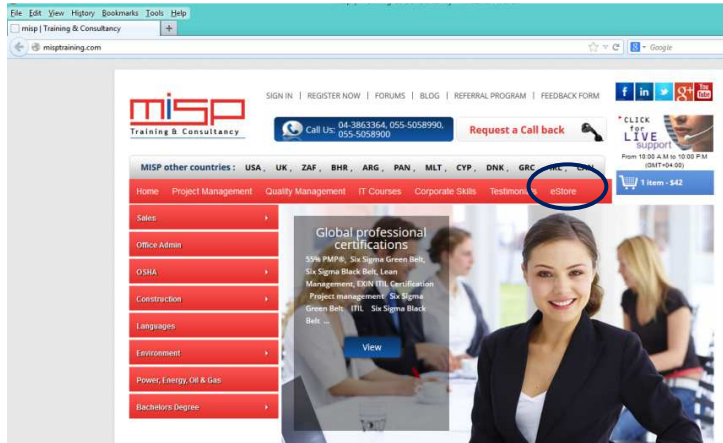 File Edit View History Bookmarks Tools Help
misp | Training & Consultancy +
misptraining.com
Google
SIGN IN | REGISTER NOW | FORUMS | BLOG | REFERRAL PROGRAM | FEEDBACK FORM
f in g+ You Tube
misp
Training & Consultancy
Call Us: 04-3863364, 055-5058990,
055-5058900
Request a Call back
CLICK
for
LIVE
support
From 10:00 A.M to 10:00 P.M
(GMT+04:00)
MISP other countries : USA, UK, ZAF, BHR, ARG, PAN, MLT, CYP, DNK, GRC
1 item - $42
Home Project Management Quality Management IT Courses Corporate Skills Testimonials eStore
Sales
Office Admin
OSHA
Construction
Languages
Environment
Power, Energy, Oil & Gas
Bachelors Degree
Global professional
certifications
55% PMP®, Six Sigma Green Belt,
Six Sigma Black Belt, Lean
Management, EXIN ITIL Certification
Project management Six Sigma
Green Belt ITIL Six Sigma Black
Belt ...
View